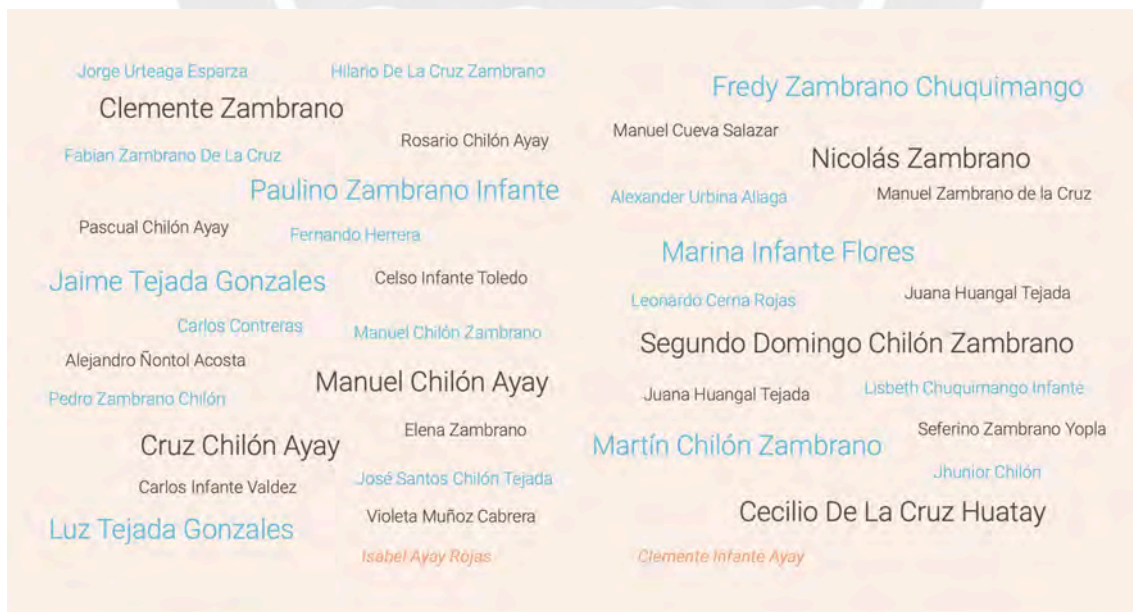 Jorge Urteaga Esparza
Hilario De La Cruz Zambrano
Clemente Zambrano
Rosario Chilón Ayay
Fabian Zambrano De La Cruz
Paulino Zambrano Infante
Pascual Chilón Ayay
Fernando Herrera
Jaime Tejada Gonzales
Celso Infante Toledo
Carlos Contreras
Manuel Chilón Zambrano
Alejandro Ñontol Acosta
Manuel Chilón Ayay
Pedro Zambrano Chilón
Elena Zambrano
Cruz Chilón Ayay
José Santos Chilón Tejada
Carlos Infante Valdez
Violeta Muñoz Cabrera
Luz Tejada Gonzales
Isabel Ayay Rojas
Fredy Zambrano Chuquimango
Manuel Cueva Salazar
Nicolás Zambrano
Manuel Zambrano de la Cruz
Alexander Urbina Aliaga
Marina Infante Flores
Juana Huangal Tejada
Leonardo Cerna Rojas
Segundo Domingo Chilón Zambrano
Lisbeth Chuquimango Infante
Juana Huangal Tejada
Seferino Zambrano Yopla
Martín Chilón Zambrano
Jhunior Chilón
Cecilio De La Cruz Huatay
Clemente Infante Ayay